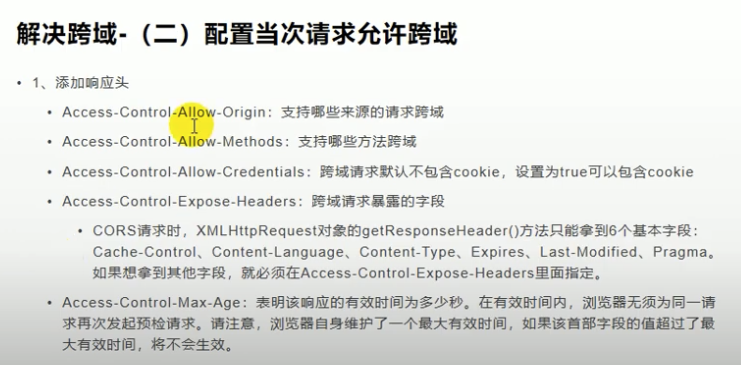 解决跨域-（二）配置当次请求允许跨域
• 1、添加响应头
• Access-Control-Allow-Origin：支持哪些来源的请求跨域
• Access-Control-Allow-Methods：支持哪些方法跨域
• Access-Control-Allow-Credentials：跨域请求默认不包含cookie，设置为true可以包含cookie
• Access-Control-Expose-Headers：跨域请求暴露的字段
• CORS请求时，XMLHttpRequest对象的getResponseHeader()方法只能拿到6个基本字段：
Cache-Control、Content-Language、Content-Type、Expires、Last-Modified、Pragma。
如果想拿到其他字段，就必须在Access-Control-Expose-Headers里面指定。
• Access-Control-Max-Age：表明该响应的有效时间为多少秒。在有效时间内，浏览器无须为同一请
求再次发起预检请求。请注意，浏览器自身维护了一个最大有效时间，如果该首部字段的值超过了最
大有效时间，将不会生效。